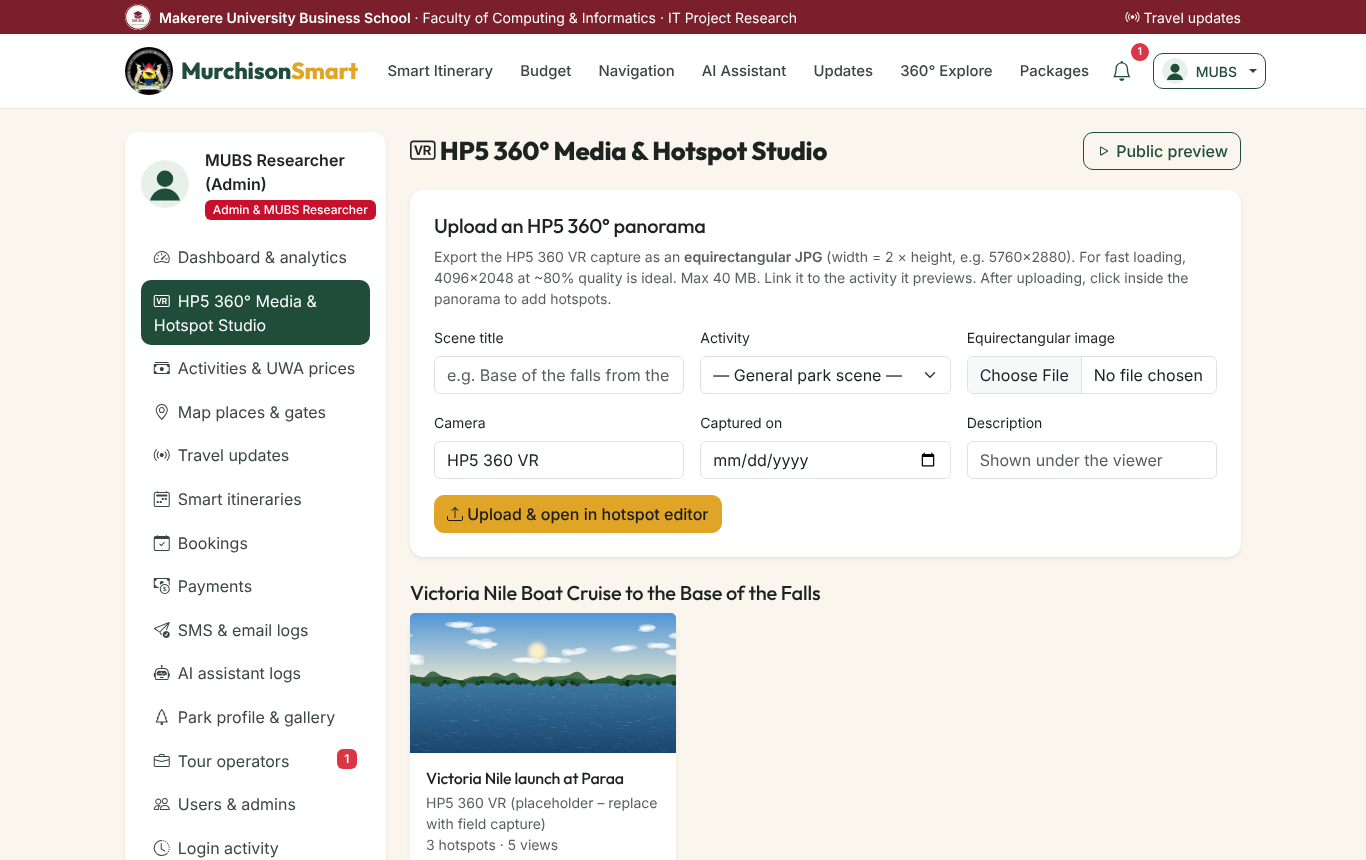 Makerere University Business School · Faculty of Computing & Informatics · IT Project Research
Travel updates
MurchisonSmart
Smart Itinerary
Budget
Navigation
AI Assistant
Updates
360° Explore
Packages
1
MUBS
MUBS Researcher
(Admin)
Admin & MUBS Researcher
Dashboard & analytics
VR HP5 360° Media &
Hotspot Studio
Activities & UWA prices
Map places & gates
Travel updates
Smart itineraries
Bookings
Payments
SMS & email logs
AI assistant logs
Park profile & gallery
Tour operators 1
Users & admins
Login activity
VR HP5 360° Media & Hotspot Studio
Public preview
Upload an HP5 360° panorama
Export the HP5 360 VR capture as an equirectangular JPG (width = 2 × height, e.g. 5760×2880). For fast loading,
4096×2048 at ~80% quality is ideal. Max 40 MB. Link it to the activity it previews. After uploading, click inside the
panorama to add hotspots.
Scene title
Activity
Equirectangular image
e.g. Base of the falls from the
— General park scene —
Choose File No file chosen
Camera
Captured on
Description
HP5 360 VR
mm/dd/yyyy
Shown under the viewer
Upload & open in hotspot editor
Victoria Nile Boat Cruise to the Base of the Falls
Victoria Nile launch at Paraa
HP5 360 VR (placeholder – replace
with field capture)
3 hotspots · 5 views